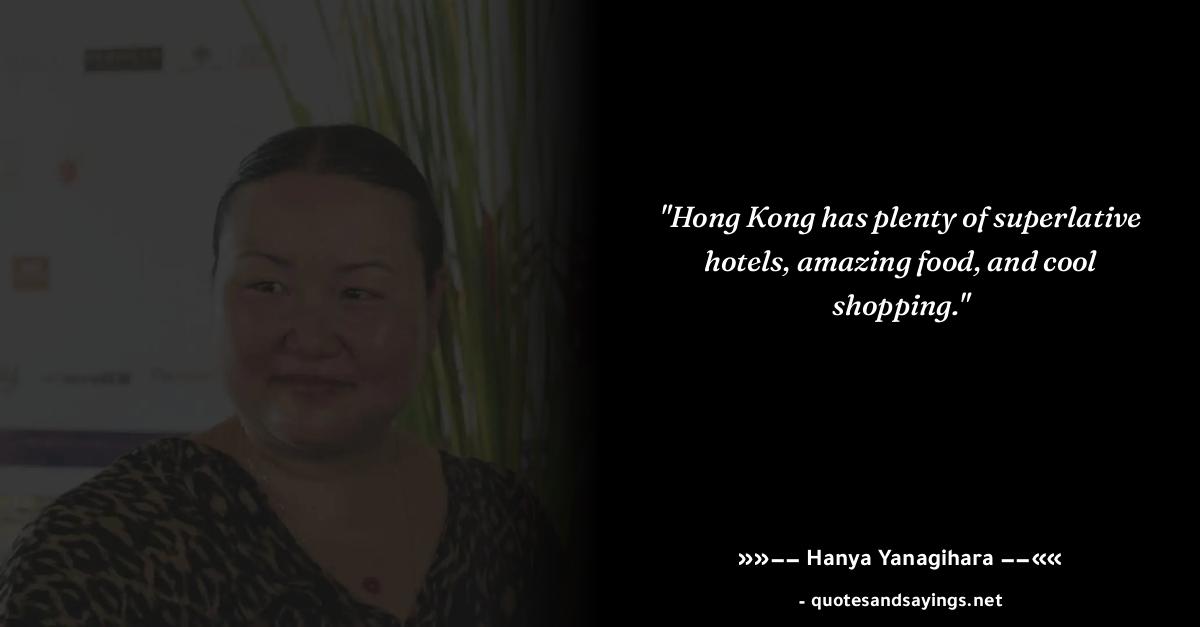 "Hong Kong has plenty of superlative
hotels, amazing food, and cool
shopping."
»»–– Hanya Yanagihara ––««
- quotesandsayings.net